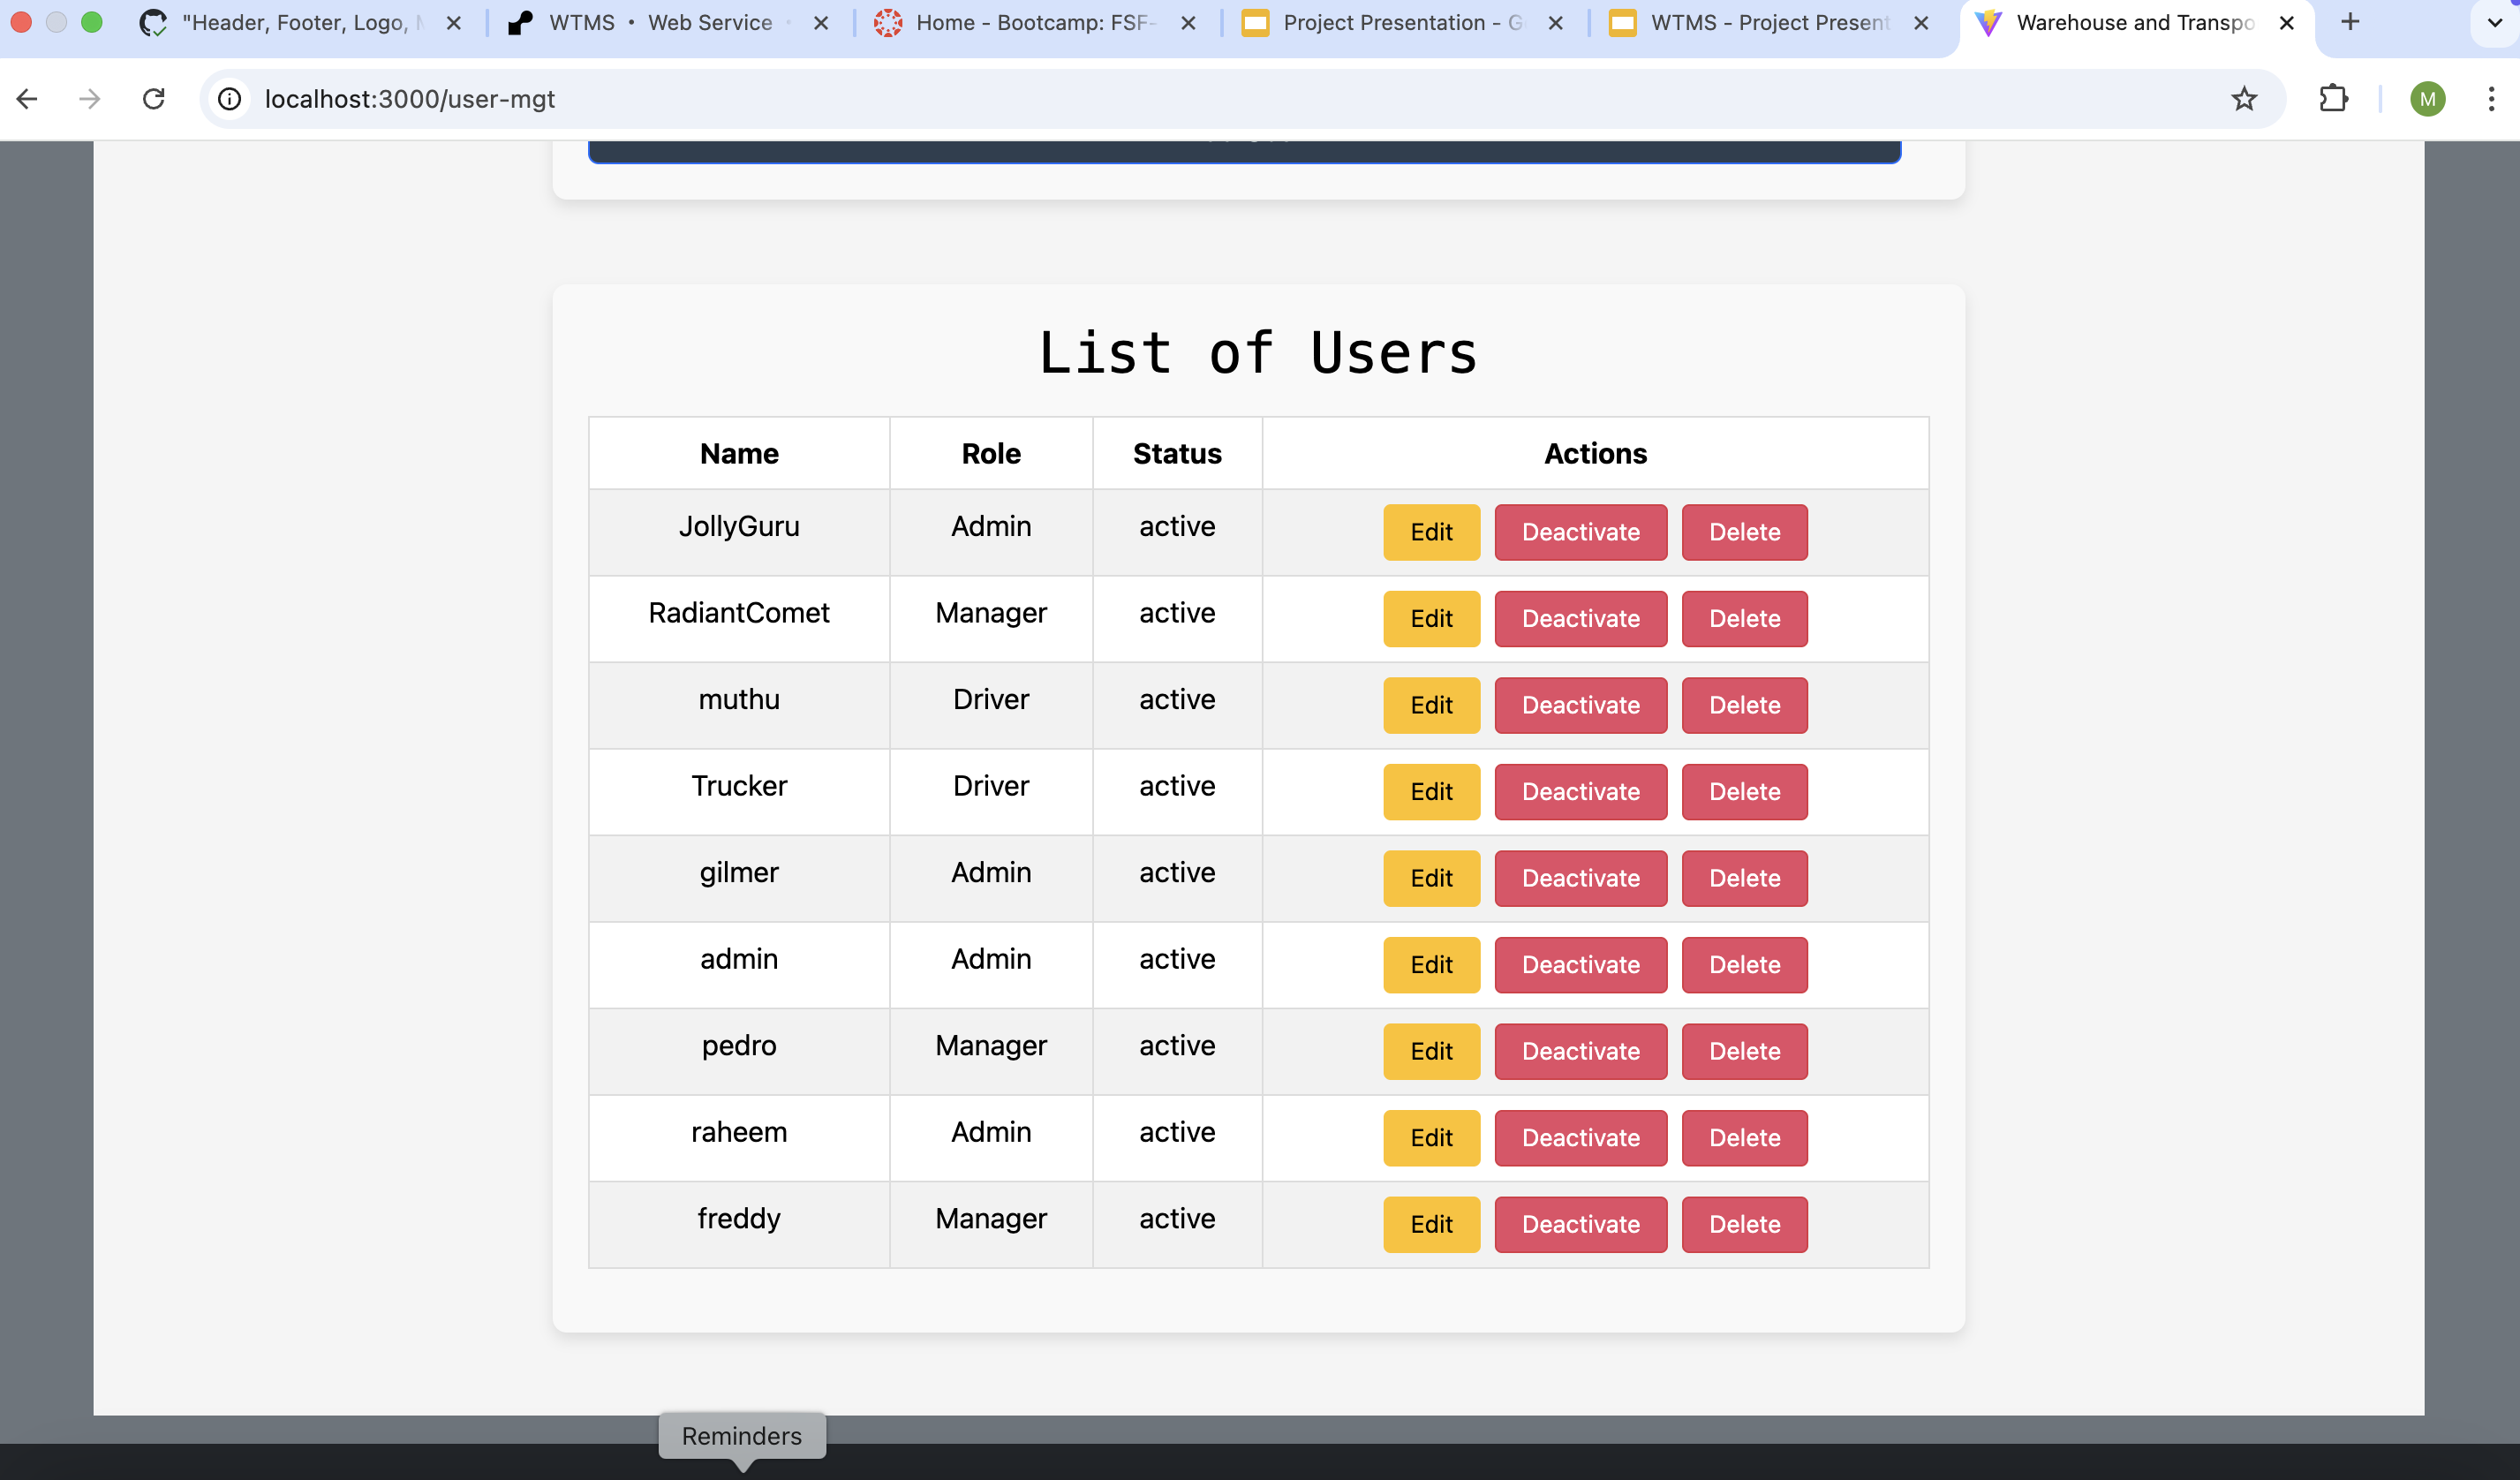 "Header, Footer, Logo, WTMS • Web Service Home - Bootcamp: FSF- Project Presentation - G WTMS - Project Present Warehouse and Transpo
localhost:3000/user-mgt M
List of Users
Name Role Status Actions
JollyGuru Admin active Edit Deactivate Delete
RadiantComet Manager active Edit Deactivate Delete
muthu Driver active Edit Deactivate Delete
Trucker Driver active Edit Deactivate Delete
gilmer Admin active Edit Deactivate Delete
admin Admin active Edit Deactivate Delete
pedro Manager active Edit Deactivate Delete
raheem Admin active Edit Deactivate Delete
freddy Manager active Edit Deactivate Delete
Reminders